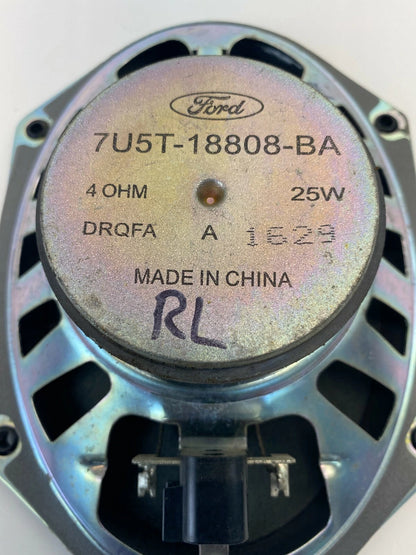 Ford
7U5T-18808-BA
4 OHM 25W
DRQFA A 1629
MADE IN CHINA
RL